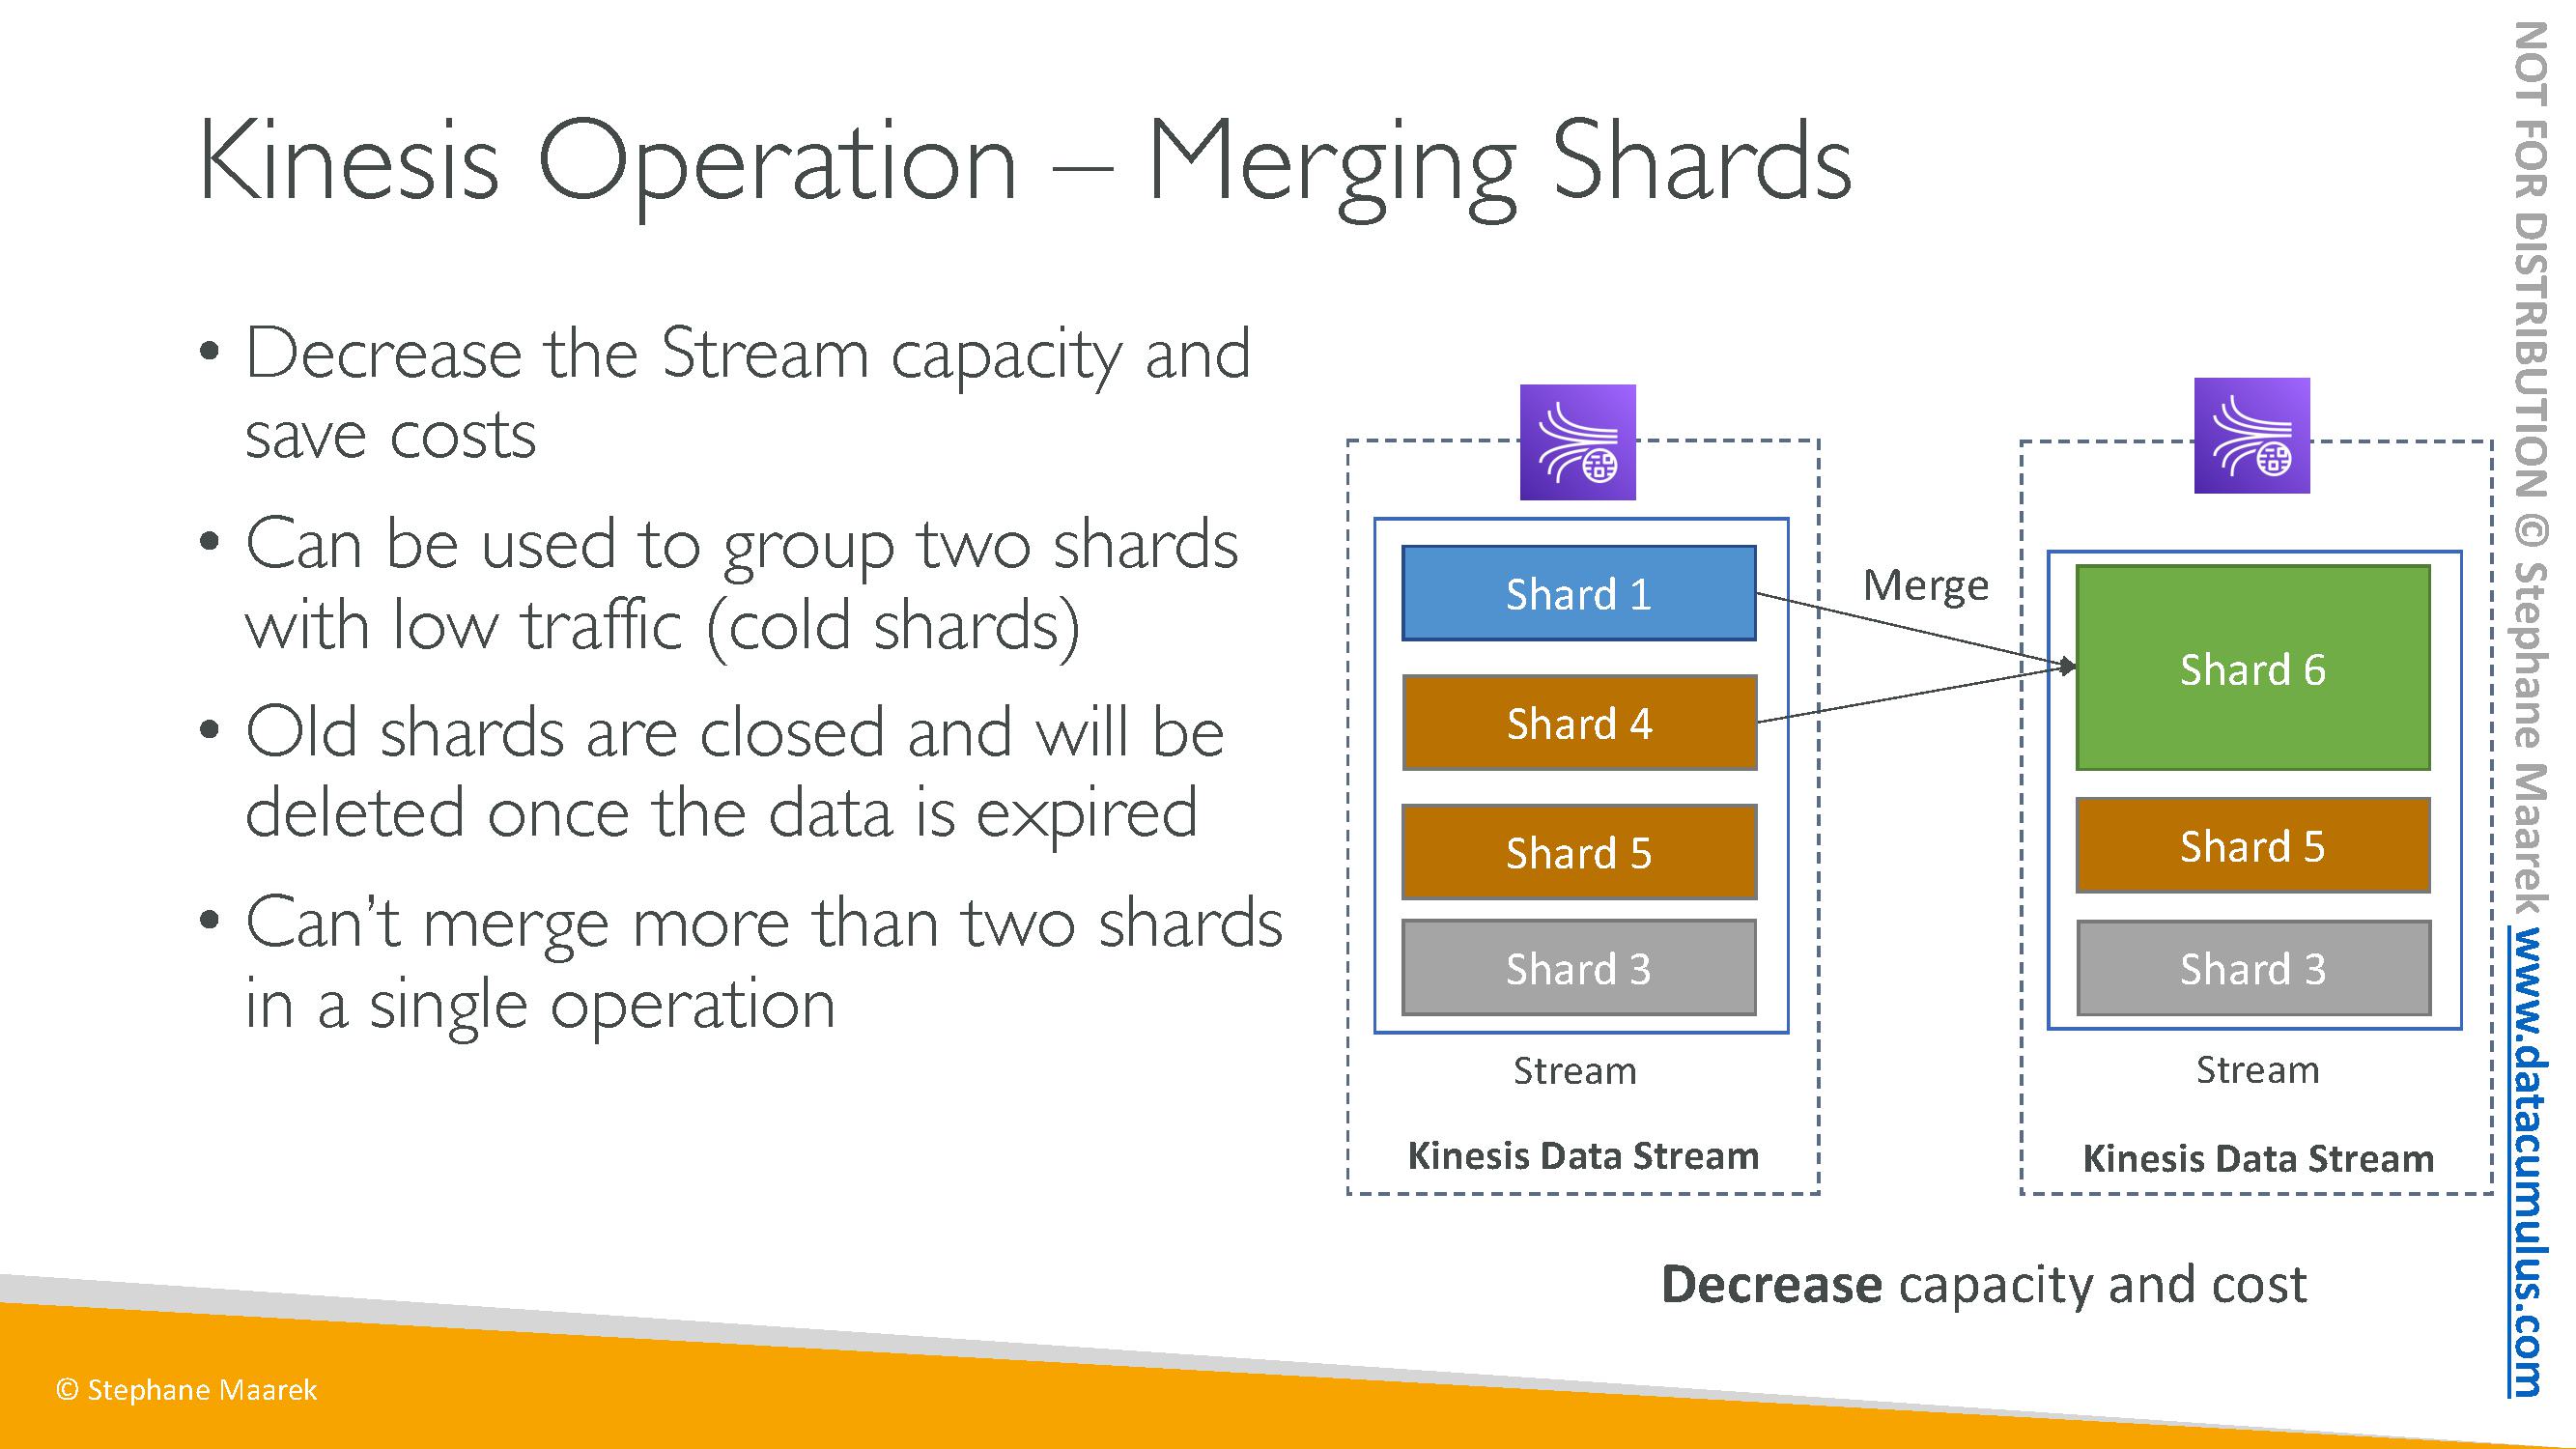 Kinesis Operation – Merging Shards
• Decrease the Stream capacity and
save costs
• Can be used to group two shards
with low traffic (cold shards)
• Old shards are closed and will be
deleted once the data is expired
• Can’t merge more than two shards
in a single operation
Shard 1
Shard 4
Shard 5
Shard 3
Stream
Kinesis Data Stream
Merge
Shard 6
Shard 5
Shard 3
Stream
Kinesis Data Stream
Decrease capacity and cost
© Stephane Maarek
NOT FOR DISTRIBUTION © Stephane Maarek www.datacumulus.com